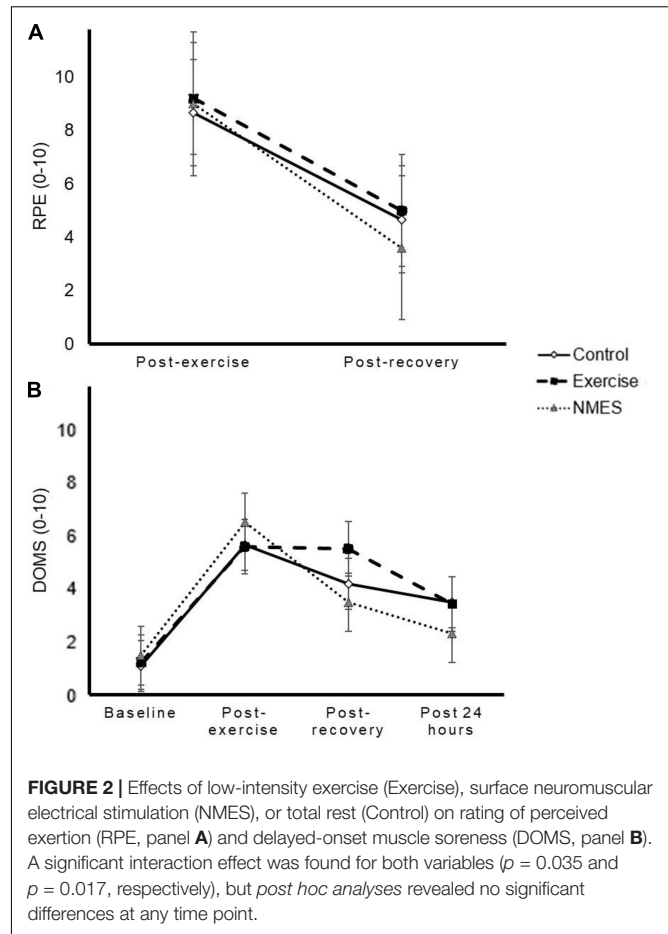 A
10
8
6
4
2
0
RPE (0-10)
Post-exercise
Post-recovery
Control
Exercise
NMES
B
10
8
6
4
2
0
DOMS (0-10)
Baseline
Post-
exercise
Post-
recovery
Post 24
hours
FIGURE 2 | Effects of low-intensity exercise (Exercise), surface neuromuscular
electrical stimulation (NMES), or total rest (Control) on rating of perceived
exertion (RPE, panel A) and delayed-onset muscle soreness (DOMS, panel B).
A significant interaction effect was found for both variables (p = 0.035 and
p = 0.017, respectively), but post hoc analyses revealed no significant
differences at any time point.